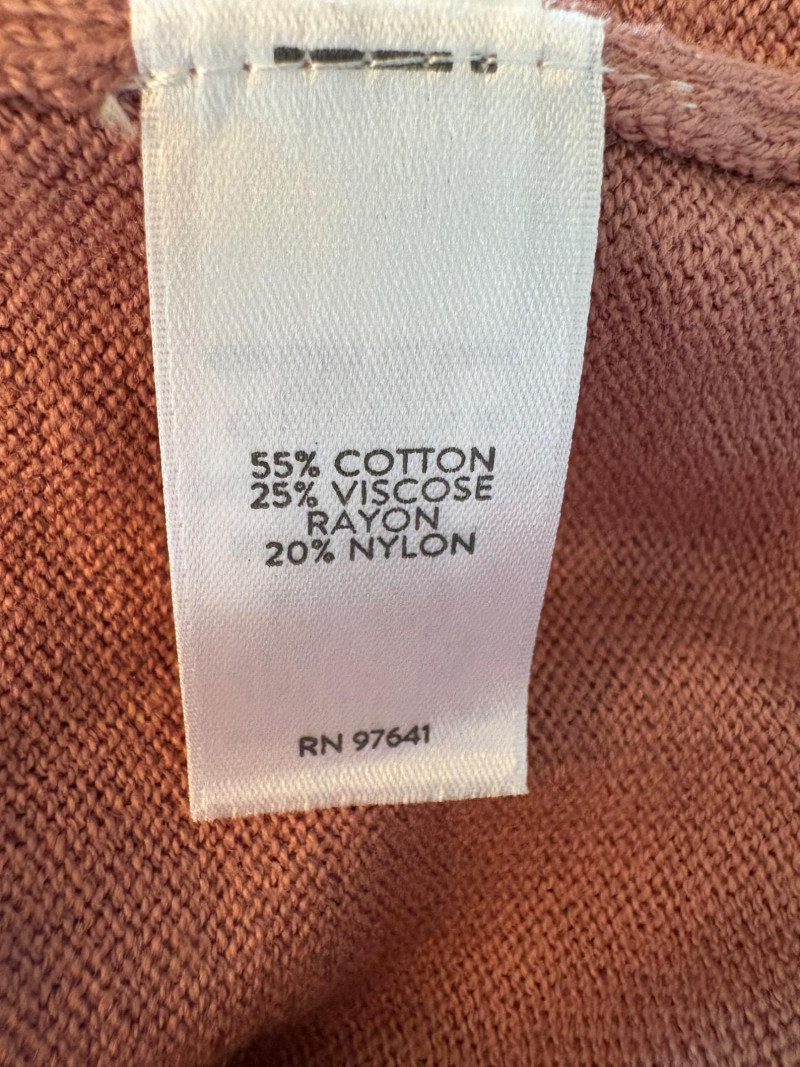 55% COTTON
25% VISCOSE
RAYON
20% NYLON
RN 97641